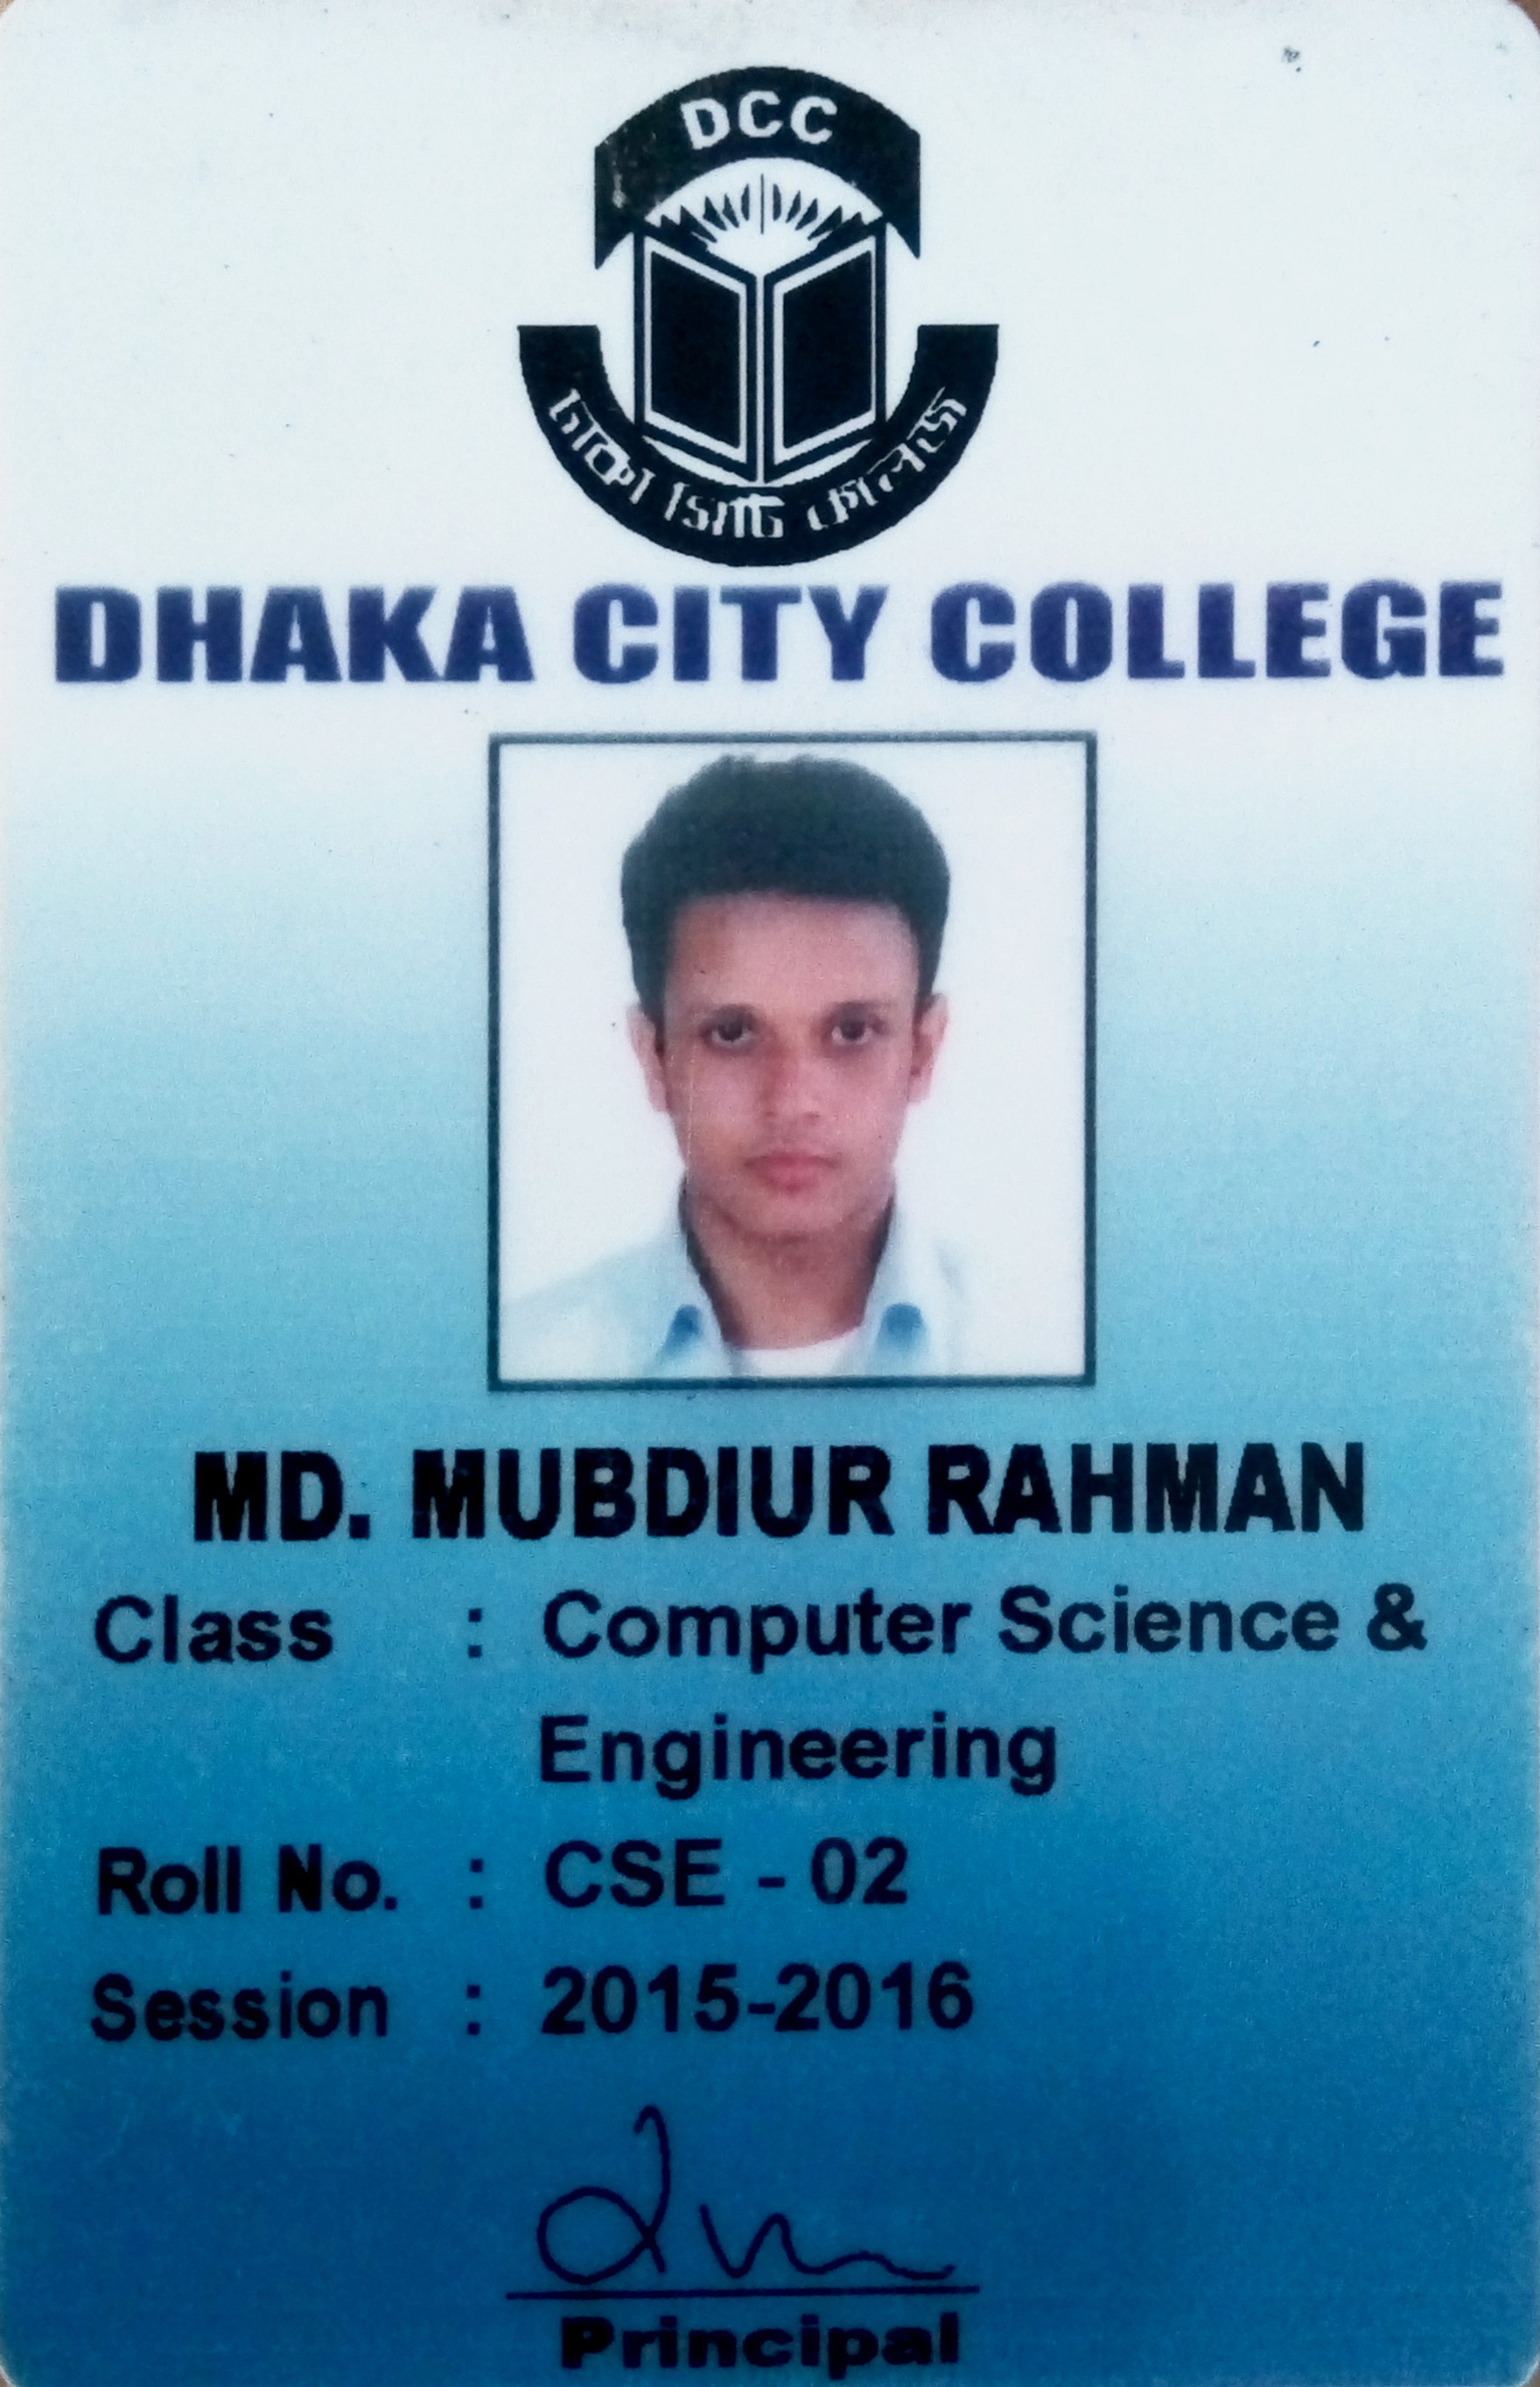 DCC
ঢাকা সিটি কলেজ
DHAKA CITY COLLEGE
MD. MUBDIUR RAHMAN
Class : Computer Science &
Engineering
Roll No. : CSE - 02
Session : 2015-2016
Principal